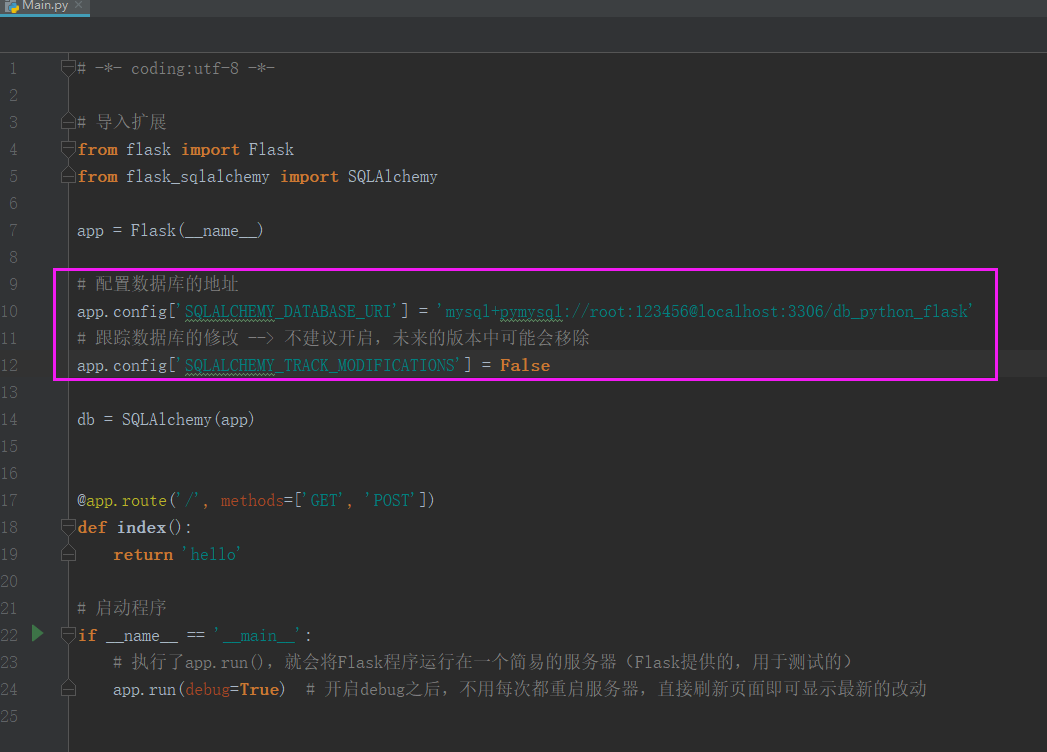 Main.py
1 # -*- coding:utf-8 -*-
2
3 # 导入扩展
4 from flask import Flask
5 from flask_sqlalchemy import SQLAlchemy
6
7 app = Flask(__name__)
8
9 # 配置数据库的地址
10 app.config['SQLALCHEMY_DATABASE_URI'] = 'mysql+pymysql://root:123456@localhost:3306/db_python_flask'
11 # 跟踪数据库的修改 --> 不建议开启，未来的版本中可能会移除
12 app.config['SQLALCHEMY_TRACK_MODIFICATIONS'] = False
13
14 db = SQLAlchemy(app)
15
16
17 @app.route('/', methods=['GET', 'POST'])
18 def index():
19     return 'hello'
20
21 # 启动程序
22 if __name__ == '__main__':
23     # 执行了app.run()，就会将Flask程序运行在一个简易的服务器（Flask提供的，用于测试的）
24     app.run(debug=True)  # 开启debug之后，不用每次都重启服务器，直接刷新页面即可显示最新的改动
25